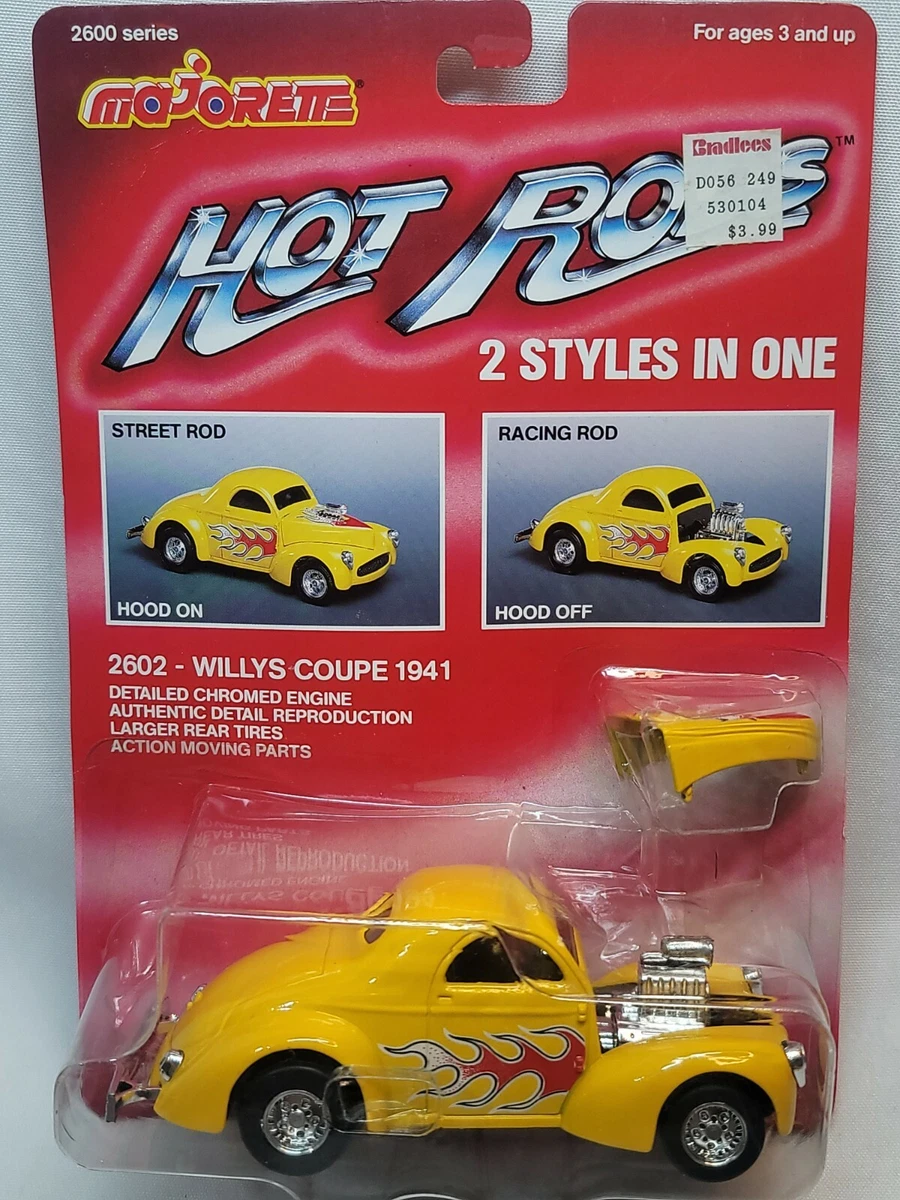 2600 series
For ages 3 and up
MAJORETTE®
HOT RODS™
Bradlees
D056 249
530104
$3.99
2 STYLES IN ONE
STREET ROD
HOOD ON
RACING ROD
HOOD OFF
2602 - WILLYS COUPE 1941
DETAILED CHROMED ENGINE
AUTHENTIC DETAIL REPRODUCTION
LARGER REAR TIRES
ACTION MOVING PARTS